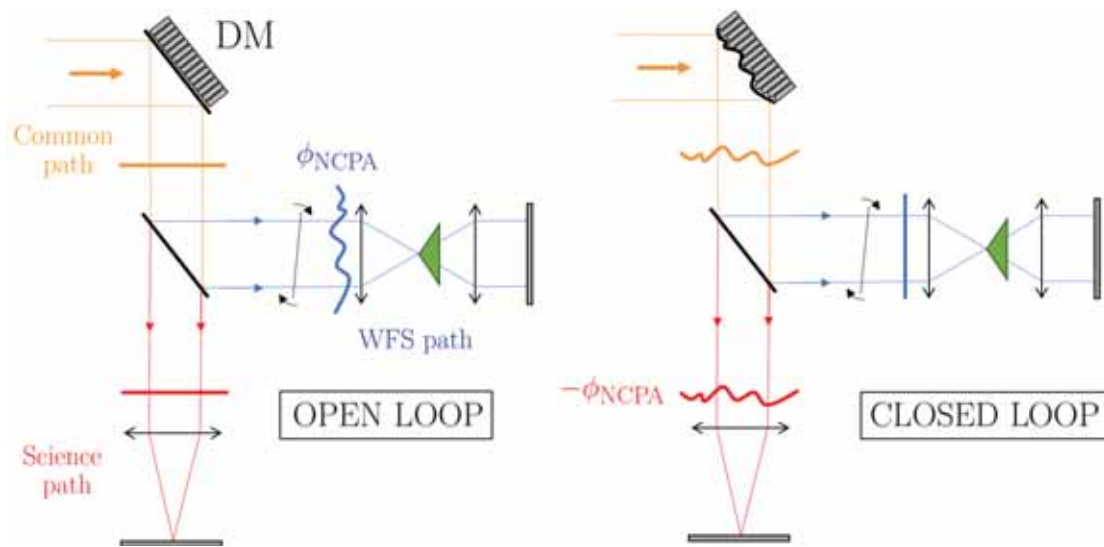 DM
Common
path
ϕNCPA
WFS path
OPEN LOOP
Science
path
−ϕNCPA
CLOSED LOOP